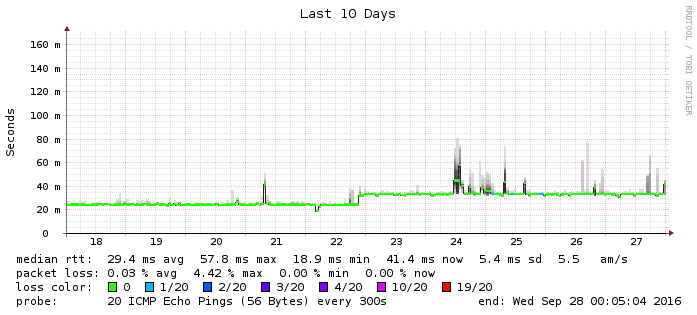 Last 10 Days
RRDTOOL / TOBI OETIKER
Seconds
160 m
140 m
120 m
100 m
80 m
60 m
40 m
20 m
0
18 19 20 21 22 23 24 25 26 27
median rtt: 29.4 ms avg 57.8 ms max 18.9 ms min 41.4 ms now 5.4 ms sd 5.5 am/s
packet loss: 0.03 % avg 4.42 % max 0.00 % min 0.00 % now
loss color: 0 1/20 2/20 3/20 4/20 10/20 19/20
probe: 20 ICMP Echo Pings (56 Bytes) every 300s end: Wed Sep 28 00:05:04 2016